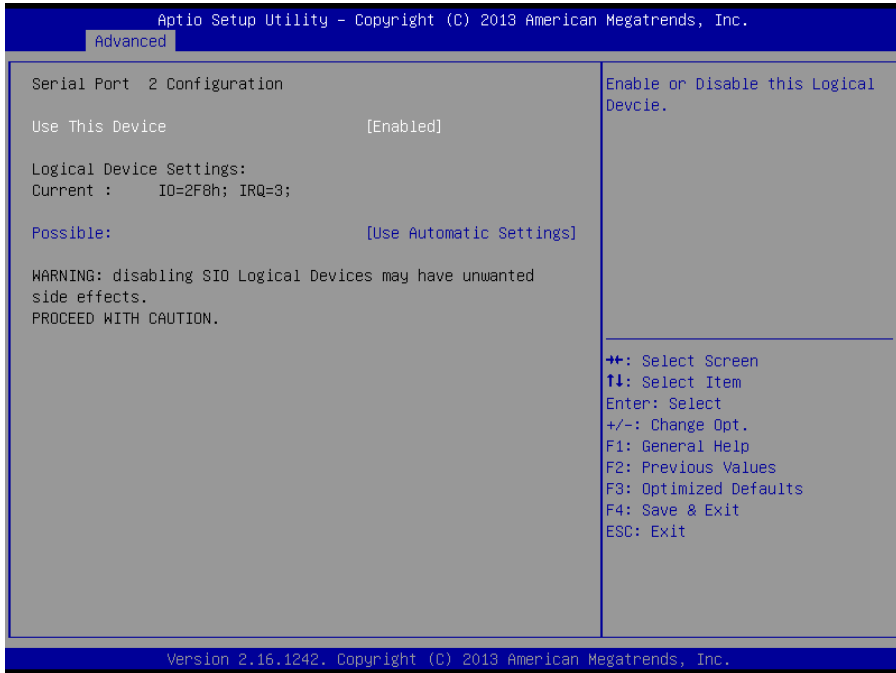 Aptio Setup Utility – Copyright (C) 2013 American Megatrends, Inc.
Advanced
Serial Port  2 Configuration
Use This Device [Enabled]
Logical Device Settings:
Current : IO=2F8h; IRQ=3;
Possible: [Use Automatic Settings]
WARNING: disabling SIO Logical Devices may have unwanted
side effects.
PROCEED WITH CAUTION.
Enable or Disable this Logical
Devcie.
→←: Select Screen
↑↓: Select Item
Enter: Select
+/-: Change Opt.
F1: General Help
F2: Previous Values
F3: Optimized Defaults
F4: Save & Exit
ESC: Exit
Version 2.16.1242. Copyright (C) 2013 American Megatrends, Inc.